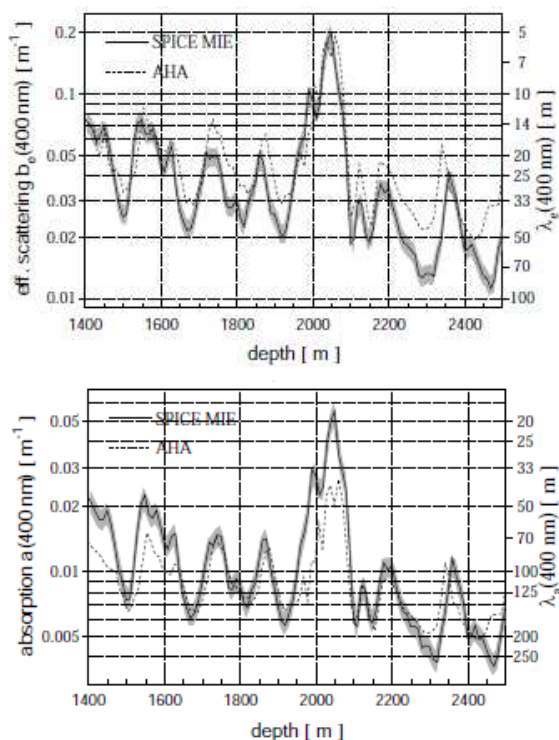 eff. scattering b_e(400 nm) [ m^-1 ]
0.2
0.1
0.05
0.03
0.02
0.01
SPICE MIE
AHA
5
7
10
14
20
25
33
50
70
100
λ_e(400 nm) [ m ]
1400 1600 1800 2000 2200 2400
depth [ m ]
absorption a(400 nm) [ m^-1 ]
0.05
0.03
0.02
0.01
0.005
SPICE MIE
AHA
20
25
33
50
70
100
125
200
250
λ_a(400 nm) [ m ]
1400 1600 1800 2000 2200 2400
depth [ m ]